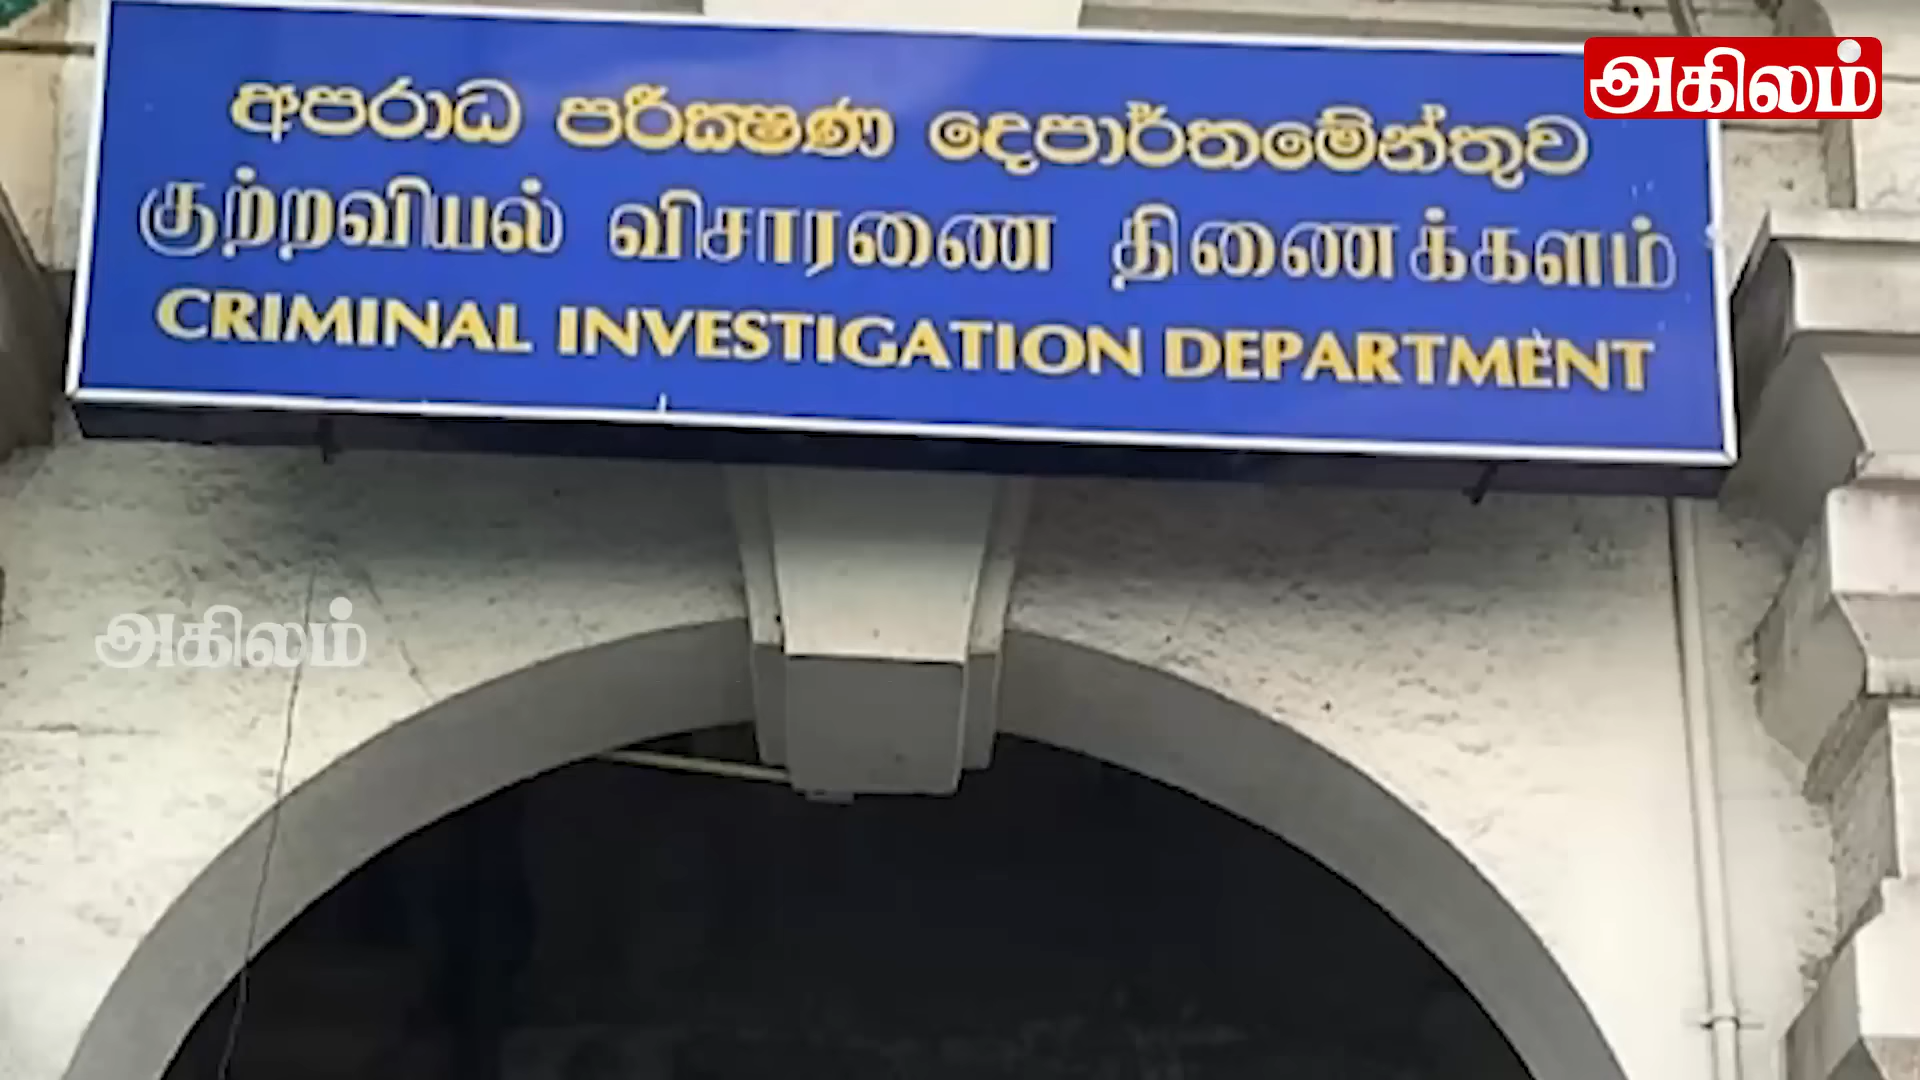 අපරාධ පරීක්ෂණ දෙපාර්තමේන්තුව
குற்றவியல் விசாரணை திணைக்களம்
CRIMINAL INVESTIGATION DEPARTMENT
அகிலம்
அகிலம்